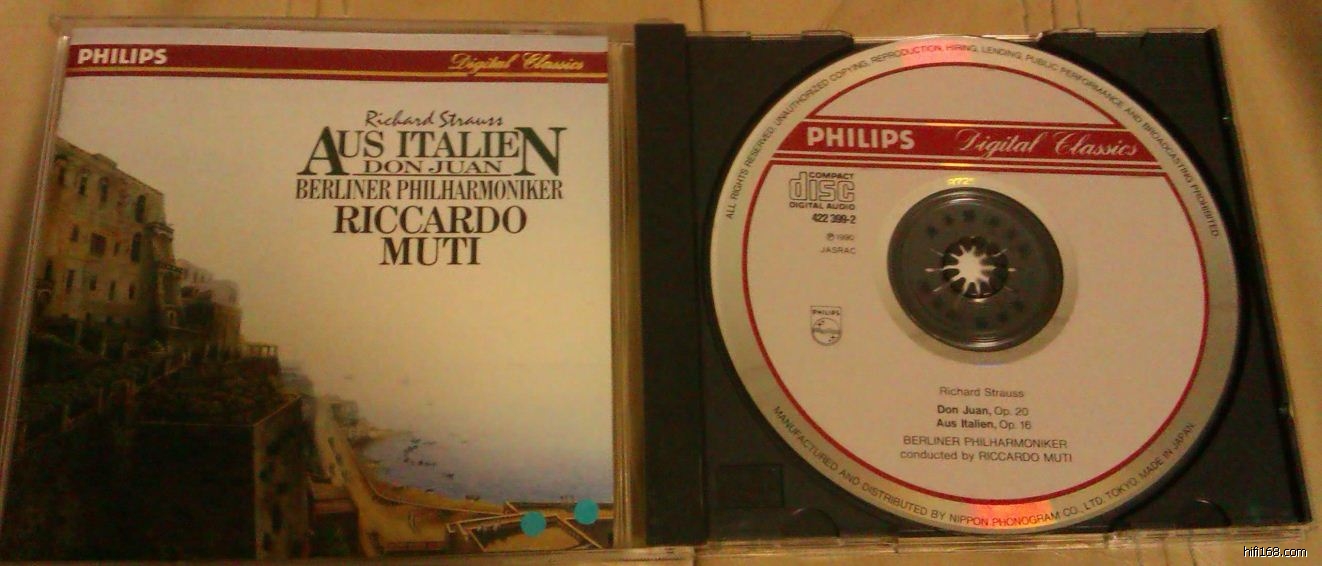 PHILIPS
Digital Classics
Richard Strauss
AUS ITALIEN
DON JUAN
BERLINER PHILHARMONIKER
RICCARDO
MUTI
ALL RIGHTS RESERVED. UNAUTHORIZED COPYING, REPRODUCTION, HIRING, LENDING, PUBLIC PERFORMANCE AND BROADCASTING PROHIBITED.
PHILIPS
Digital Classics
COMPACT
disc
DIGITAL AUDIO
422 399-2
℗1990
JASRAC
PHILIPS
Richard Strauss
Don Juan, Op. 20
Aus Italien, Op. 16
BERLINER PHILHARMONIKER
conducted by RICCARDO MUTI
MANUFACTURED AND DISTRIBUTED BY NIPPON PHONOGRAM CO., LTD. TOKYO. MADE IN JAPAN.
hifi168.com